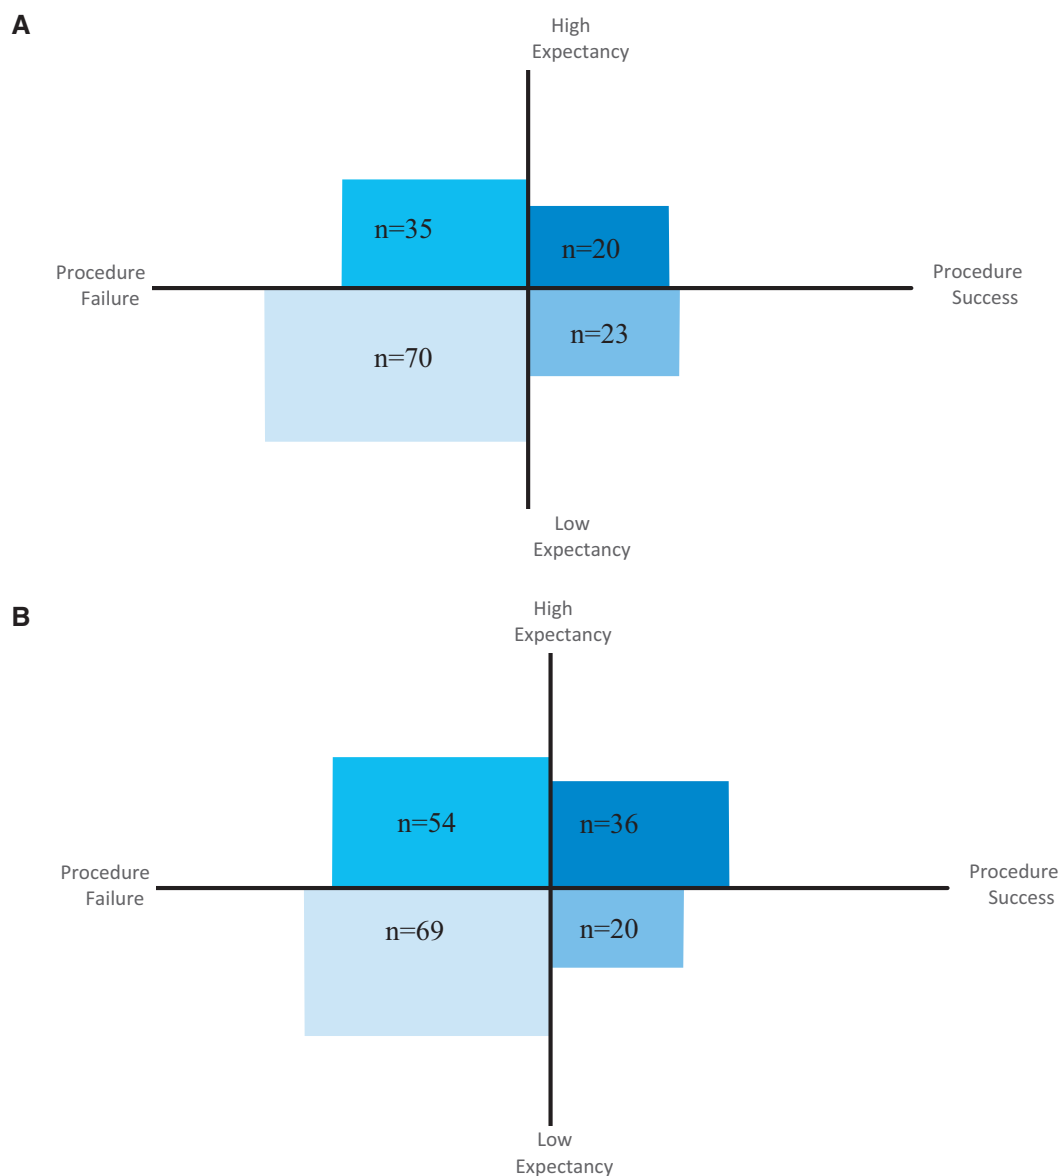 A
High
Expectancy
n=35
n=20
Procedure
Failure
Procedure
Success
n=70
n=23
Low
Expectancy
B
High
Expectancy
n=54
n=36
Procedure
Failure
Procedure
Success
n=69
n=20
Low
Expectancy